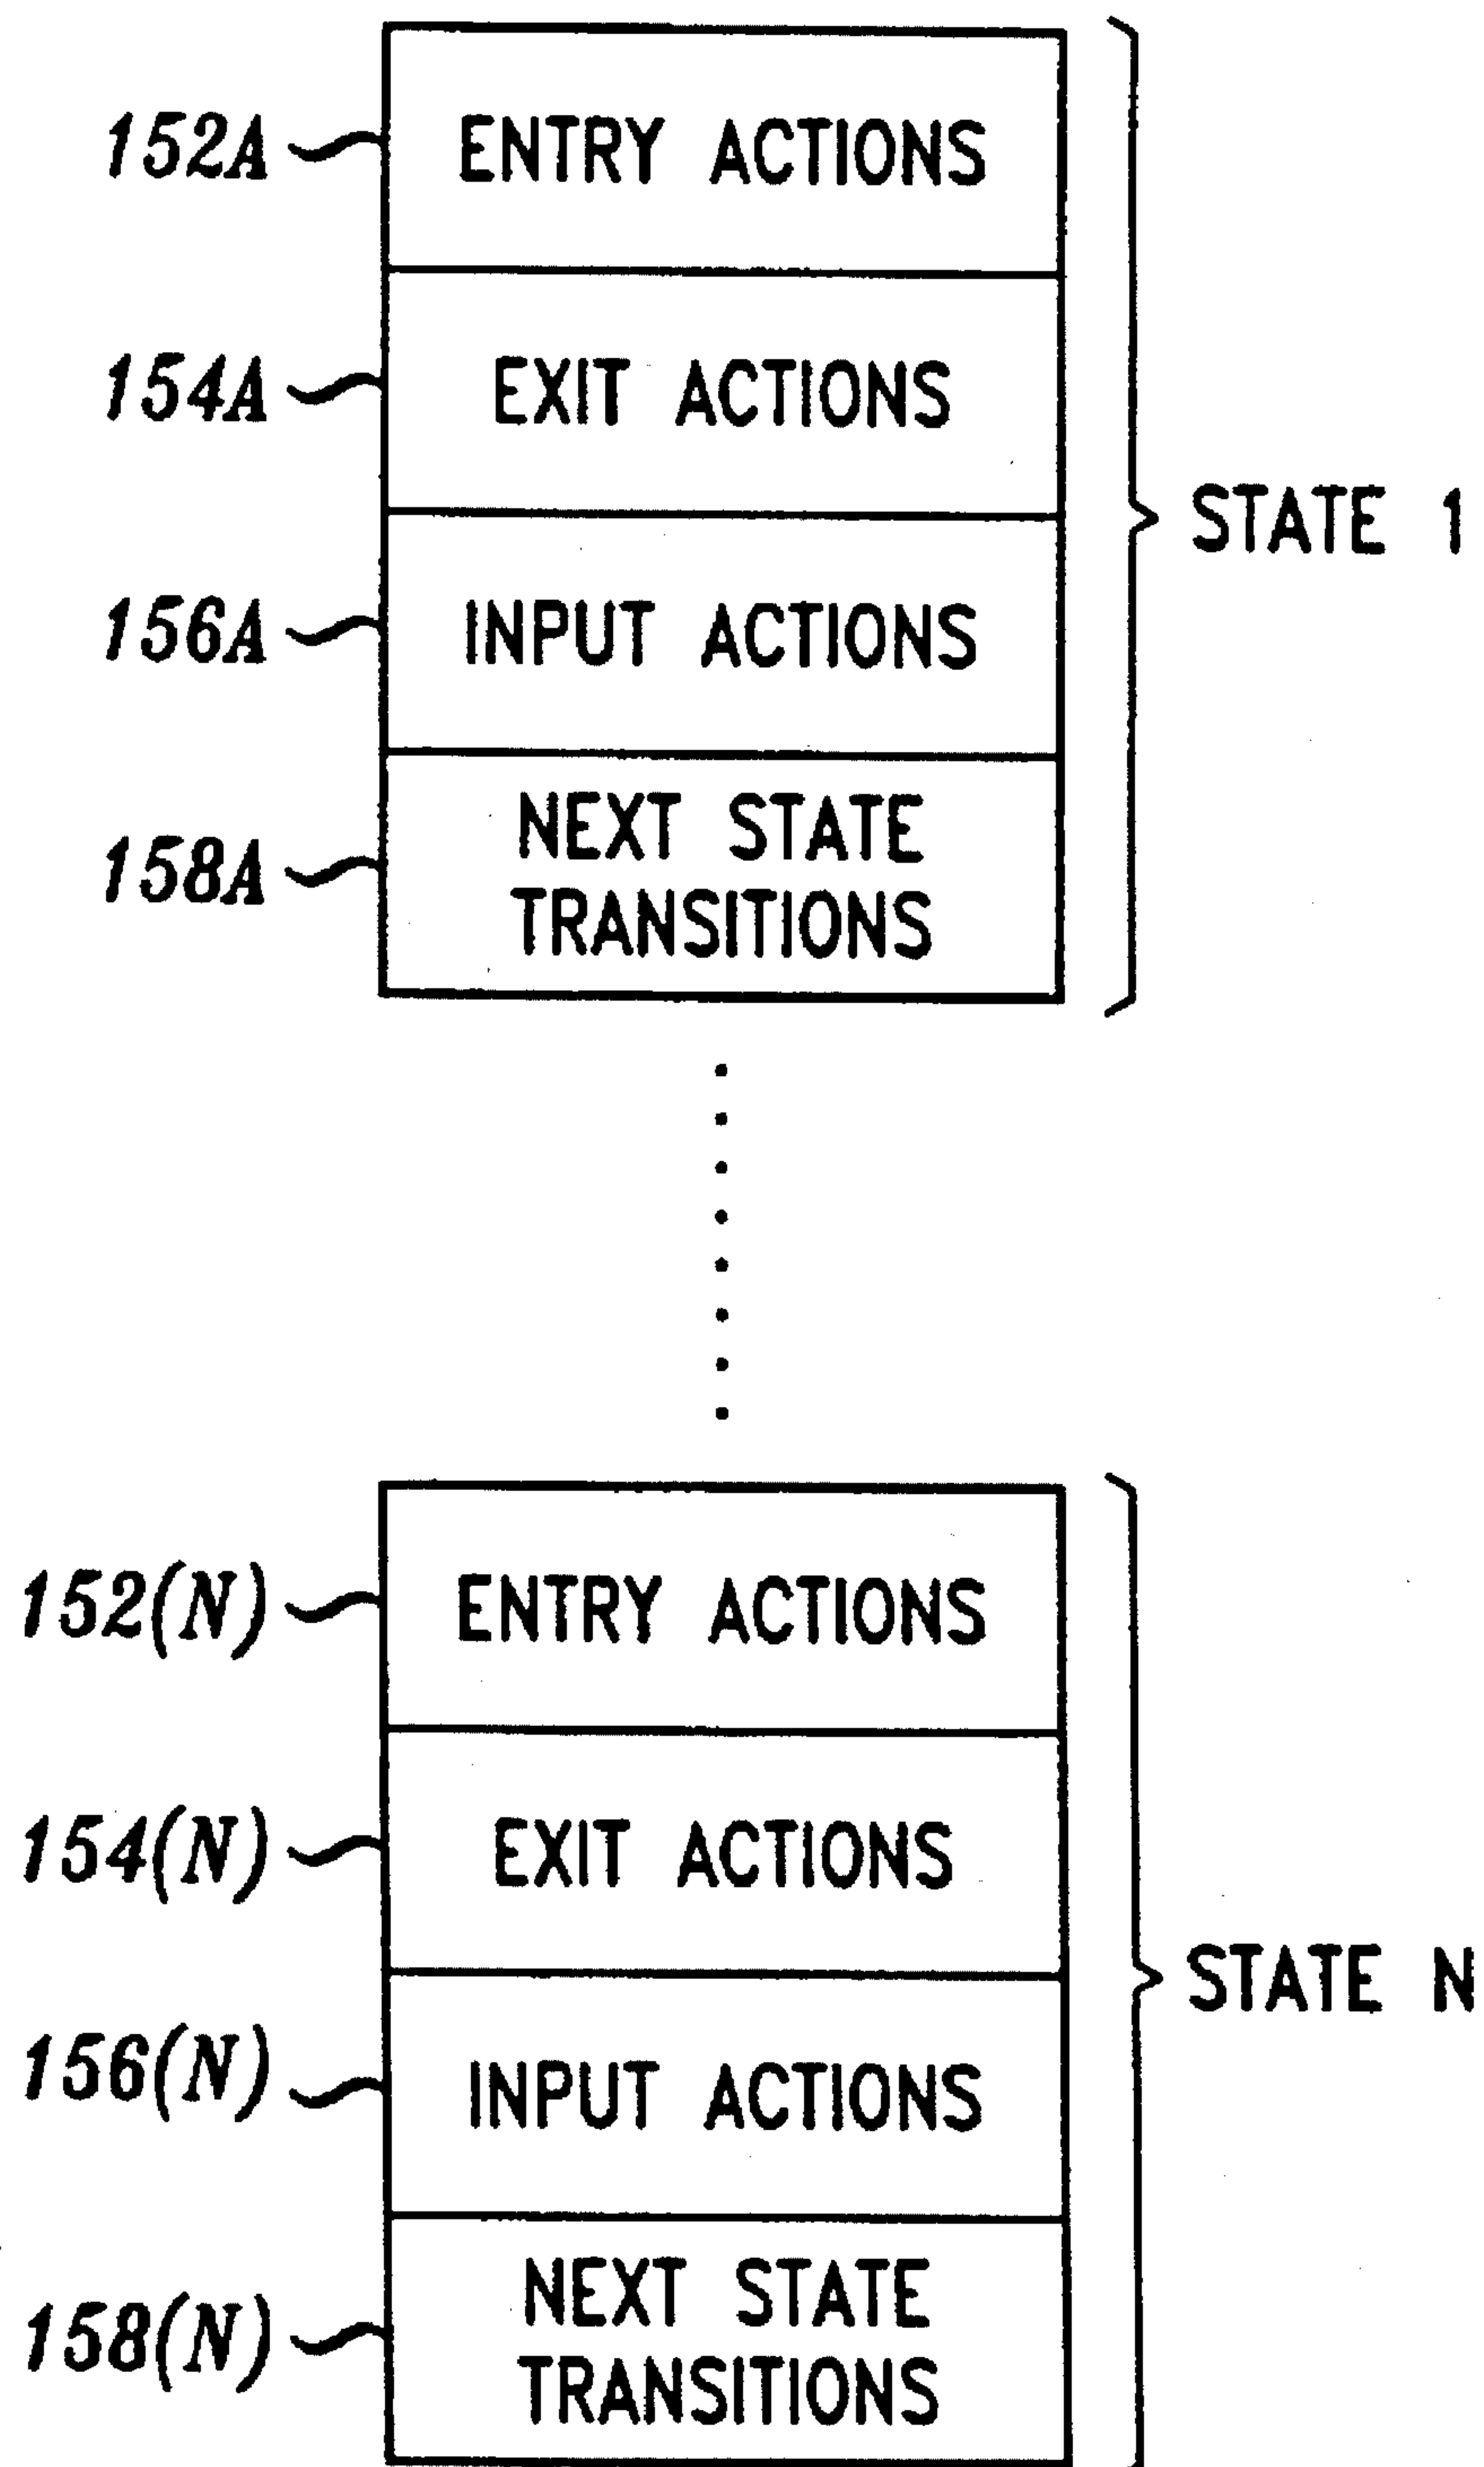 152A ENTRY ACTIONS
154A EXIT ACTIONS
STATE 1
156A INPUT ACTIONS
158A NEXT STATE
TRANSITIONS
152(N) ENTRY ACTIONS
154(N) EXIT ACTIONS
STATE N
156(N) INPUT ACTIONS
158(N) NEXT STATE
TRANSITIONS